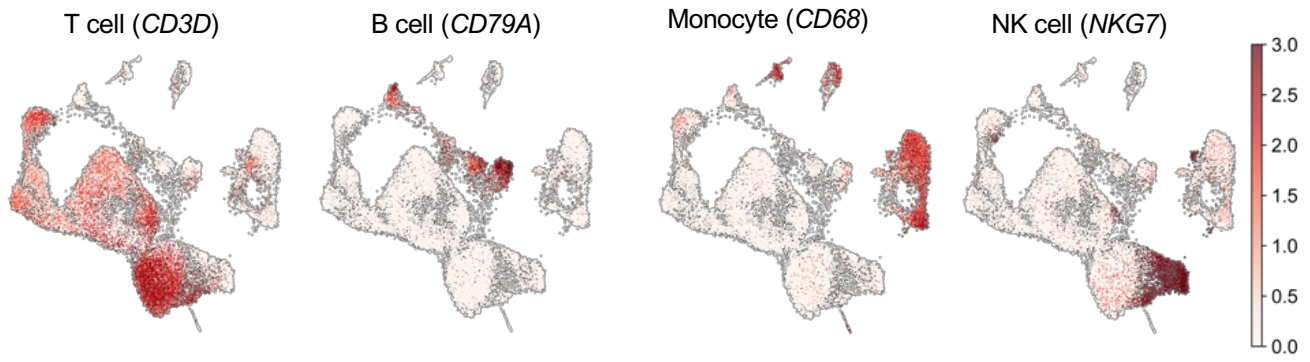 T cell (CD3D)
B cell (CD79A)
Monocyte (CD68)
NK cell (NKG7)
3.0
2.5
2.0
1.5
1.0
0.5
0.0